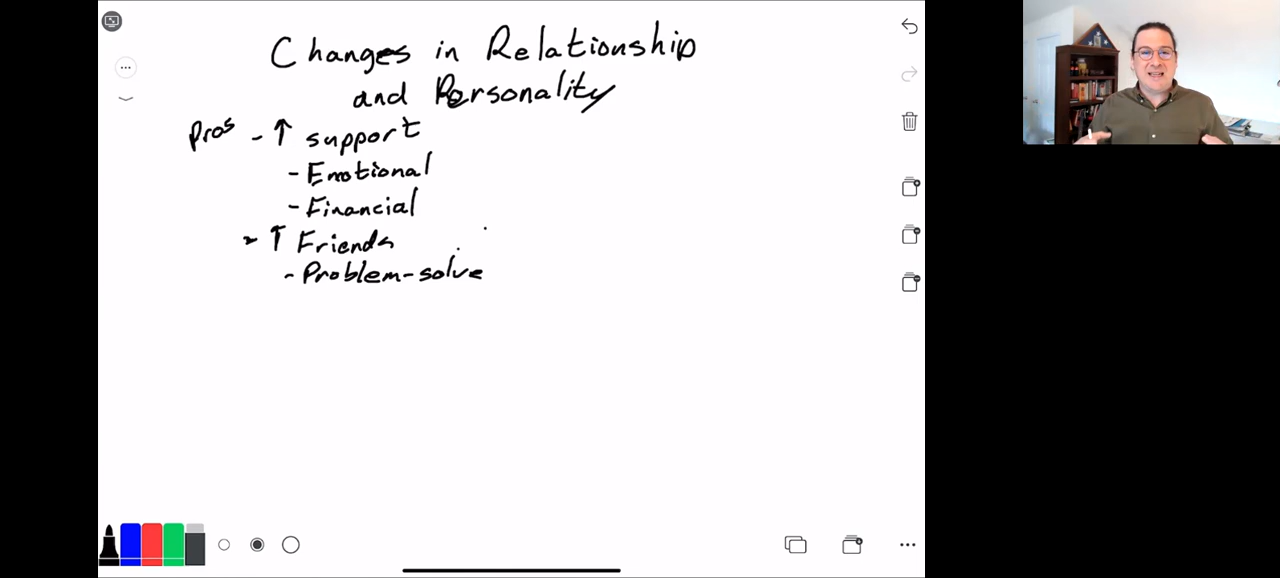 Changes in Relationship
and Personality
Pros - ↑ support
- Emotional
- Financial
- ↑ Friends
- Problem-solve